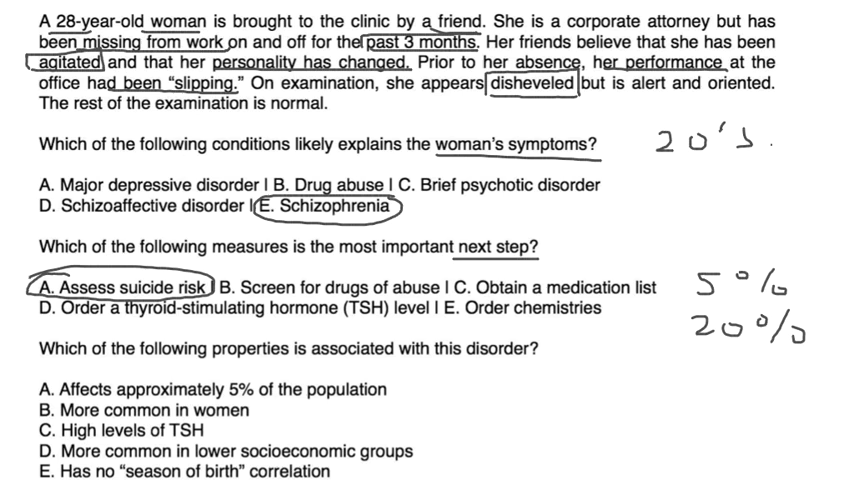 A 28-year-old woman is brought to the clinic by a friend. She is a corporate attorney but has
been missing from work on and off for the past 3 months. Her friends believe that she has been
agitated and that her personality has changed. Prior to her absence, her performance at the
office had been “slipping.” On examination, she appears disheveled but is alert and oriented.
The rest of the examination is normal.
Which of the following conditions likely explains the woman’s symptoms?
20's.
A. Major depressive disorder | B. Drug abuse | C. Brief psychotic disorder
D. Schizoaffective disorder | E. Schizophrenia
Which of the following measures is the most important next step?
A. Assess suicide risk | B. Screen for drugs of abuse | C. Obtain a medication list
5%
D. Order a thyroid-stimulating hormone (TSH) level | E. Order chemistries
20%
Which of the following properties is associated with this disorder?
A. Affects approximately 5% of the population
B. More common in women
C. High levels of TSH
D. More common in lower socioeconomic groups
E. Has no “season of birth” correlation